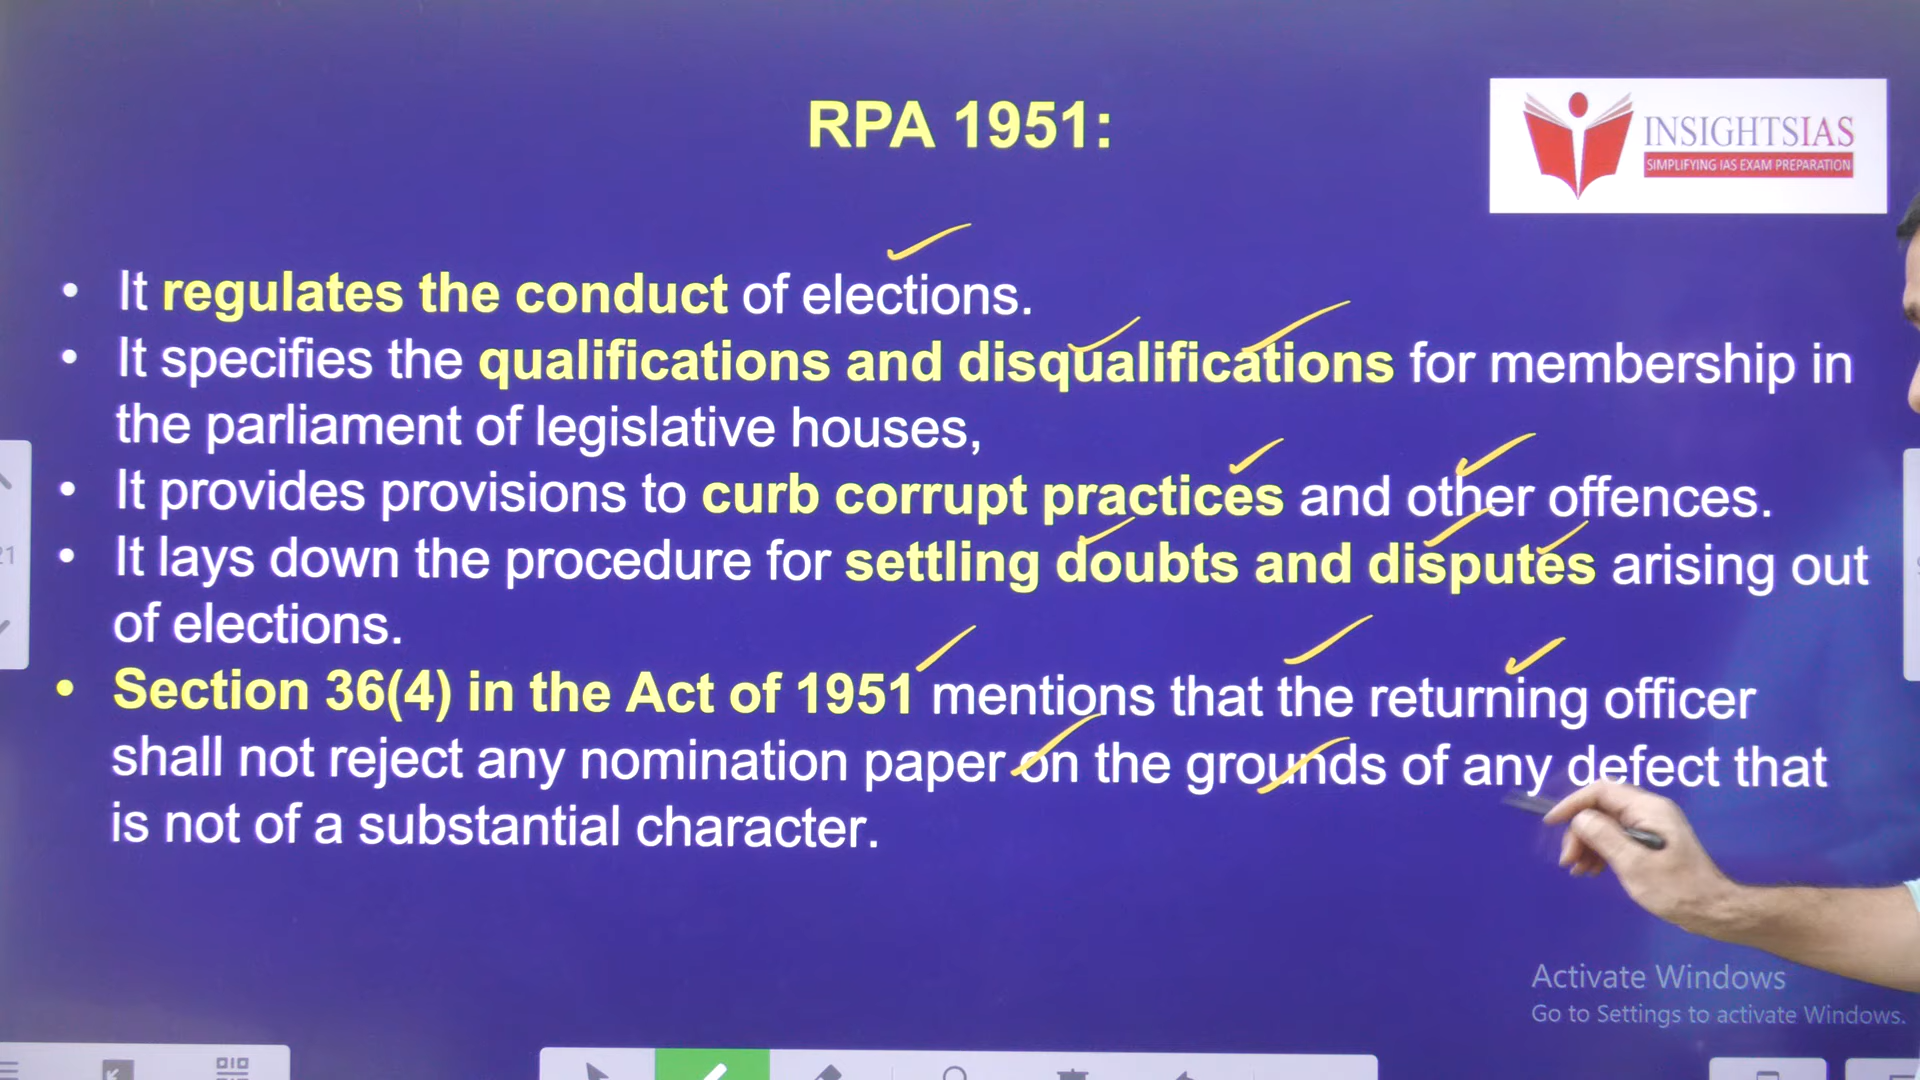 RPA 1951:
INSIGHTSIAS
SIMPLIFYING IAS EXAM PREPARATION
• It regulates the conduct of elections.
• It specifies the qualifications and disqualifications for membership in
the parliament of legislative houses,
• It provides provisions to curb corrupt practices and other offences.
• It lays down the procedure for settling doubts and disputes arising out
of elections.
• Section 36(4) in the Act of 1951 mentions that the returning officer
shall not reject any nomination paper on the grounds of any defect that
is not of a substantial character.
21
Activate Windows
Go to Settings to activate Windows.